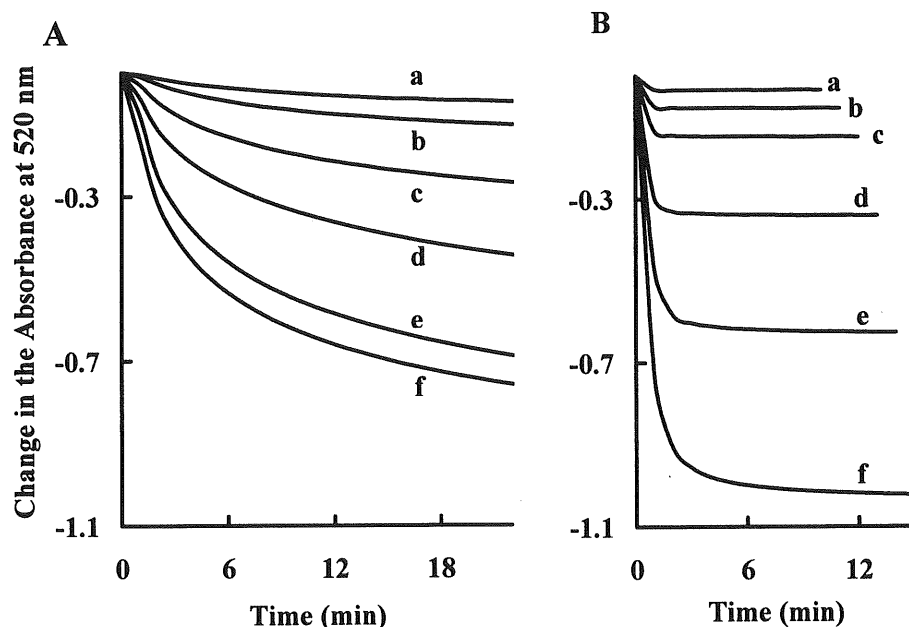 A
Change in the Absorbance at 520 nm
-0.3
-0.7
-1.1
a
b
c
d
e
f
0
6
12
18
Time (min)
B
-0.3
-0.7
-1.1
a
b
c
d
e
f
0
6
12
Time (min)